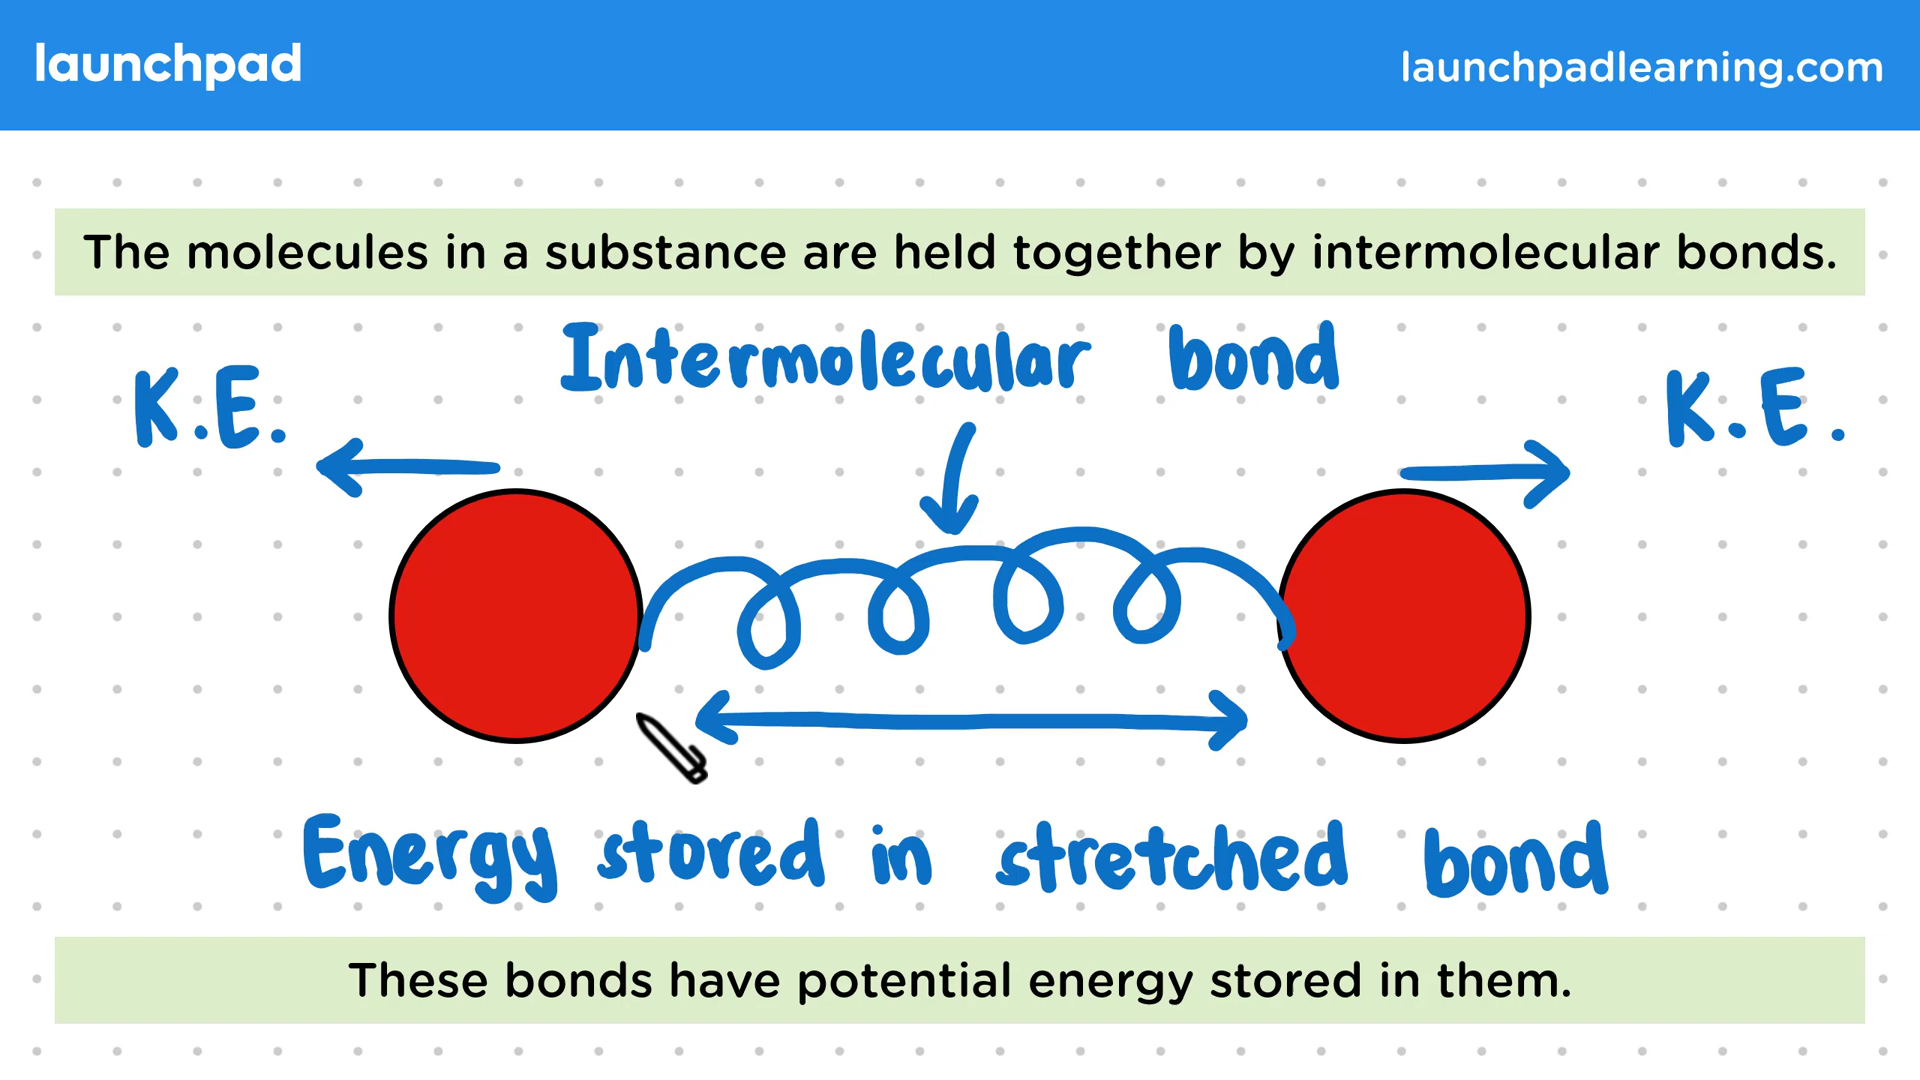 launchpad
launchpadlearning.com
The molecules in a substance are held together by intermolecular bonds.
Intermolecular bond
K.E.
K.E.
Energy stored in stretched bond
These bonds have potential energy stored in them.